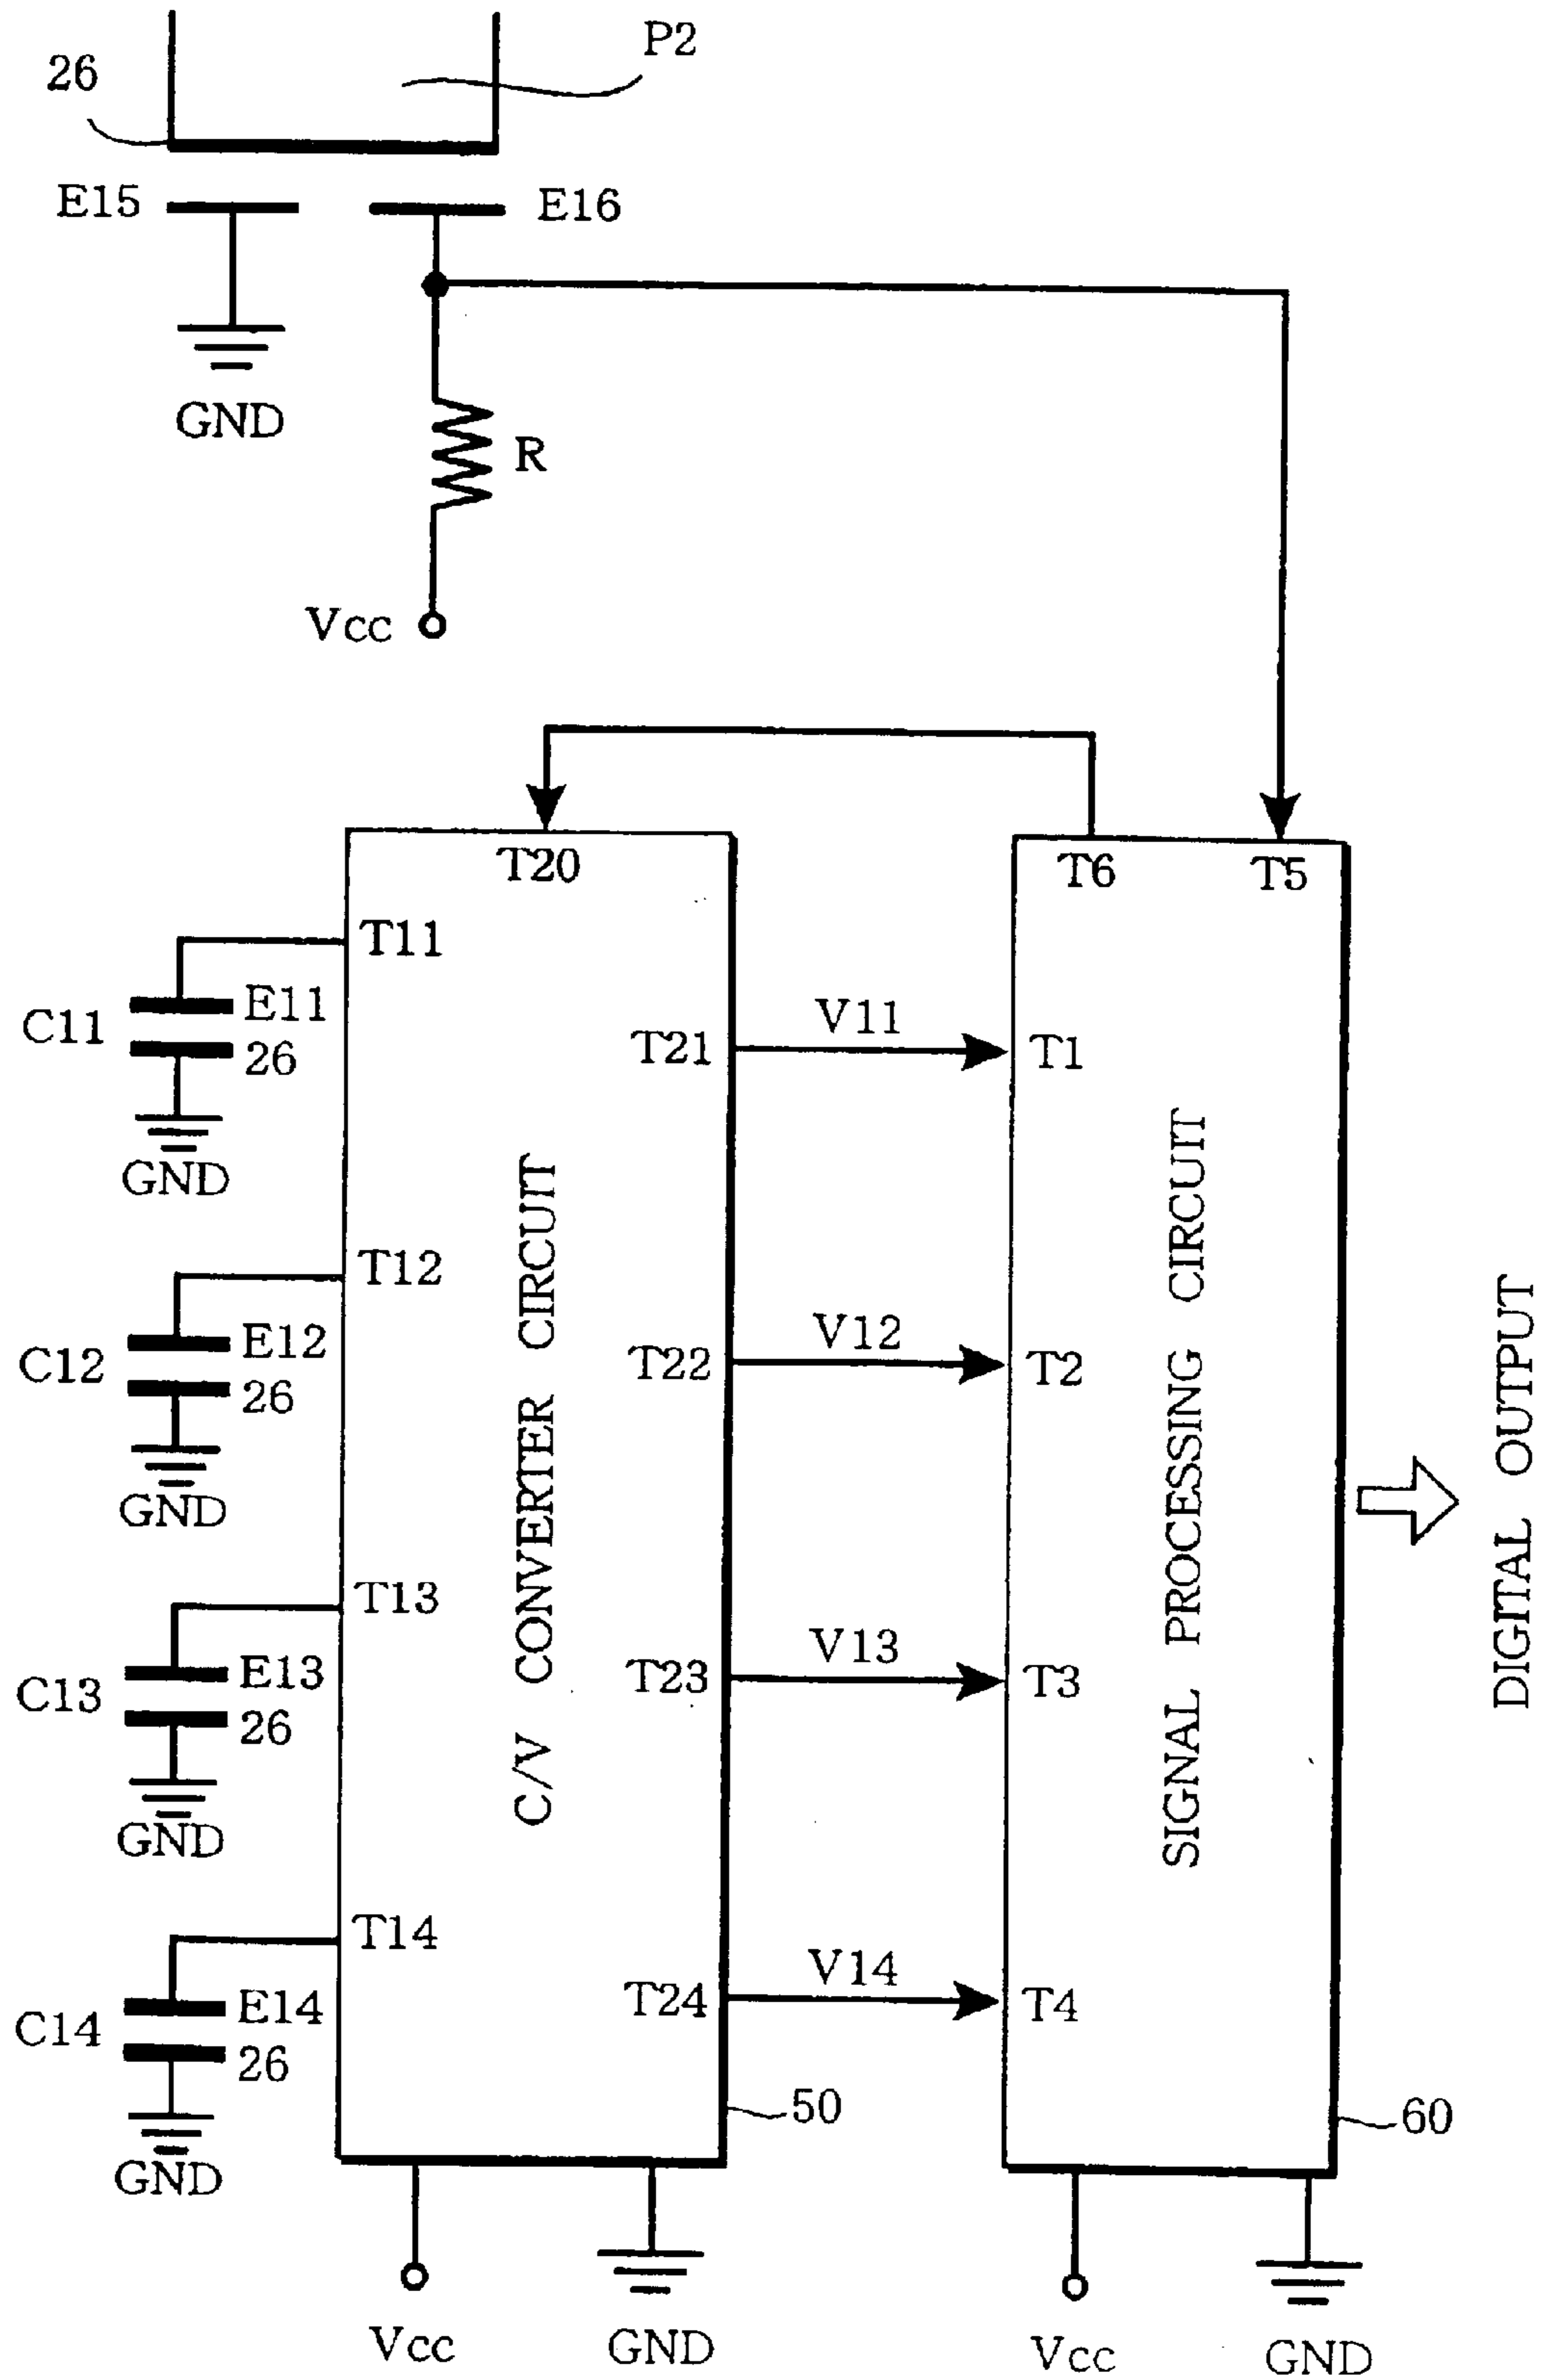 P2
26
E15
E16
GND
R
Vcc
T20
T6
T5
T11
C11
E11
26
GND
T21
V11
T1
T12
C12
E12
26
GND
T22
V12
T2
C/V CONVERTER CIRCUIT
SIGNAL PROCESSING CIRCUIT
DIGITAL OUTPUT
T13
C13
E13
26
GND
T23
V13
T3
T14
C14
E14
26
GND
T24
V14
T4
50
60
Vcc
GND
Vcc
GND